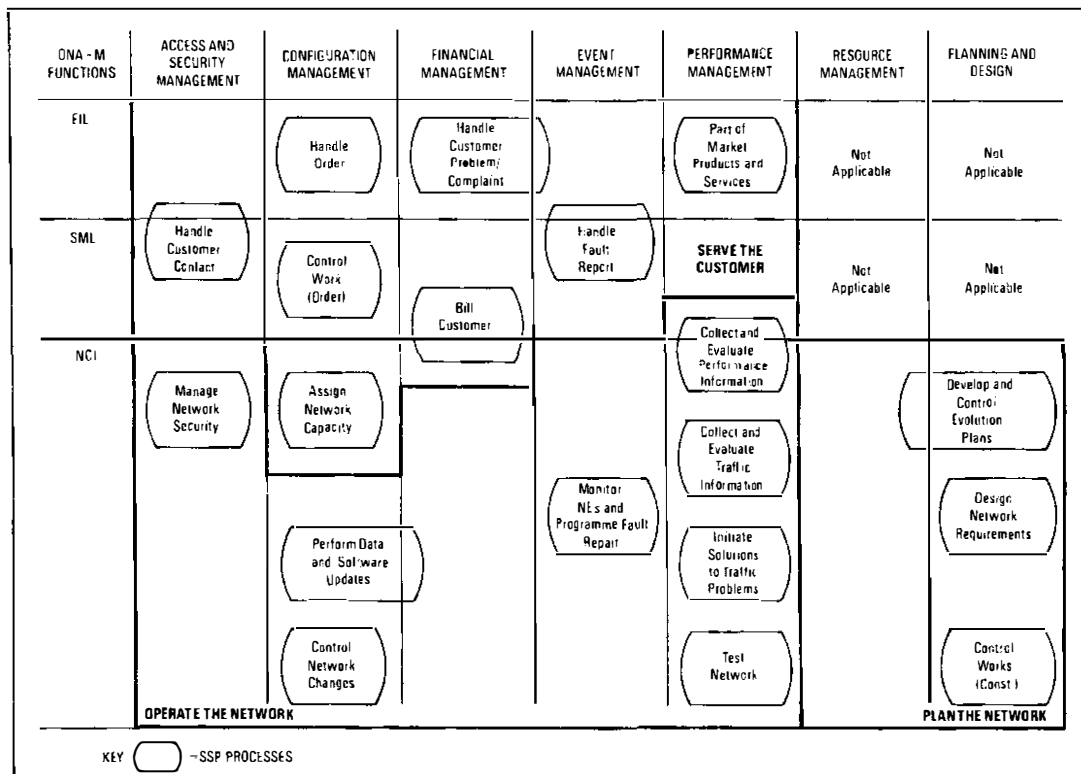 ONA - M
FUNCTIONS
ACCESS AND
SECURITY
MANAGEMENT
CONFIGURATION
MANAGEMENT
FINANCIAL
MANAGEMENT
EVENT
MANAGEMENT
PERFORMANCE
MANAGEMENT
RESOURCE
MANAGEMENT
PLANNING AND
DESIGN
Handle
Order
Handle
Customer
Problem/
Complaint
Part of
Market
Products and
Services
Not
Applicable
Not
Applicable
SML
Handle
Customer
Contact
Control
Work
(Order)
Bill
Customer
Handle
Fault
Report
SERVE THE
CUSTOMER
Not
Applicable
Not
Applicable
Manage
Network
Security
Assign
Network
Capacity
Perform Data
and Software
Updates
Control
Network
Changes
Monitor
NEs and
Programme Fault
Report
Collect and
Evaluate
Performance
Information
Collect and
Evaluate
Traffic
Information
Initiate
Solutions
to Traffic
Problems
Test
Network
Develop and
Control
Evolution
Plans
Design
Network
Requirements
Control
Works
(Const.)
OPERATE THE NETWORK
PLAN THE NETWORK
KEY
= SSP PROCESSES